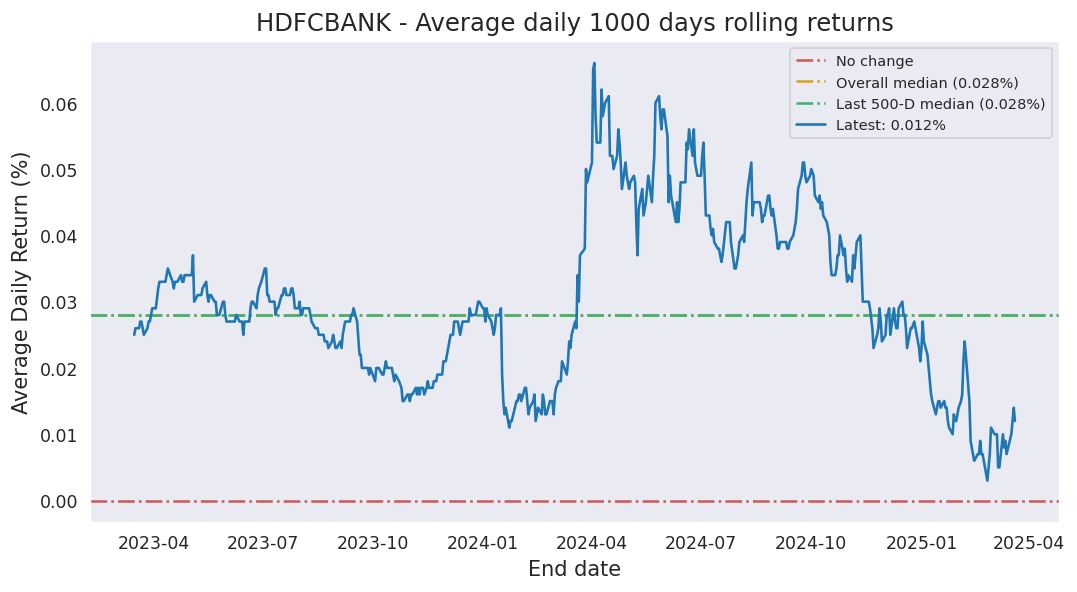 HDFCBANK - Average daily 1000 days rolling returns
No change
Overall median (0.028%)
Last 500-D median (0.028%)
Latest: 0.012%
Average Daily Return (%)
0.06
0.05
0.04
0.03
0.02
0.01
0.00
2023-04 2023-07 2023-10 2024-01 2024-04 2024-07 2024-10 2025-01 2025-04
End date